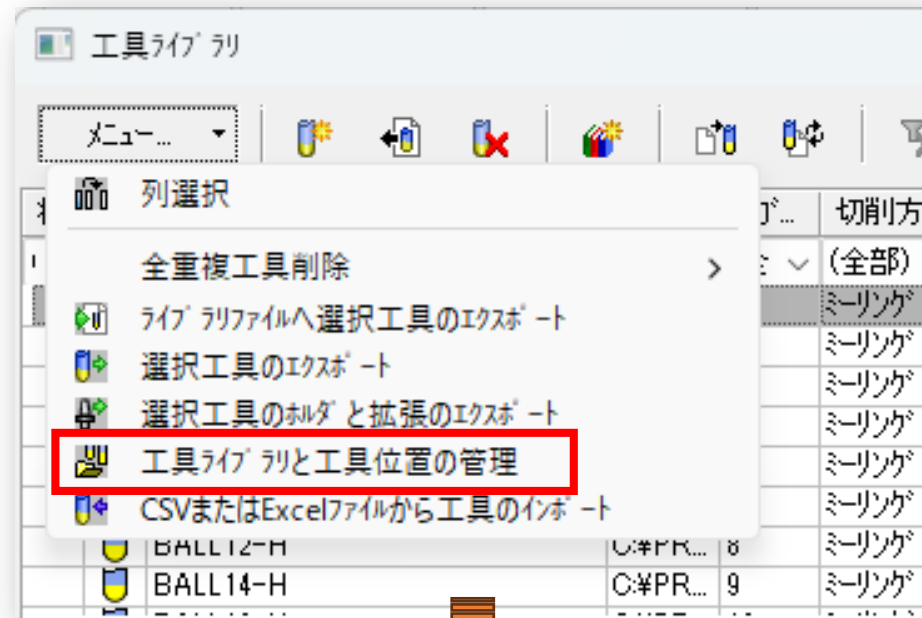 工具ﾗｲﾌﾞﾗﾘ
ﾒﾆｭｰ...
列選択
全重複工具削除
ﾗｲﾌﾞﾗﾘﾌｧｲﾙへ選択工具のｴｸｽﾎﾟｰﾄ
選択工具のｴｸｽﾎﾟｰﾄ
選択工具のﾎﾙﾀﾞと拡張のｴｸｽﾎﾟｰﾄ
工具ﾗｲﾌﾞﾗﾘと工具位置の管理
CSVまたはExcelﾌｧｲﾙから工具のｲﾝﾎﾟｰﾄ
切削方
(全部)
ﾐｰﾘﾝｸﾞ
ﾐｰﾘﾝｸﾞ
ﾐｰﾘﾝｸﾞ
ﾐｰﾘﾝｸﾞ
ﾐｰﾘﾝｸﾞ
ﾐｰﾘﾝｸﾞ
BALL12-H C:¥PR... 8 ﾐｰﾘﾝｸﾞ
BALL14-H C:¥PR... 9 ﾐｰﾘﾝｸﾞ